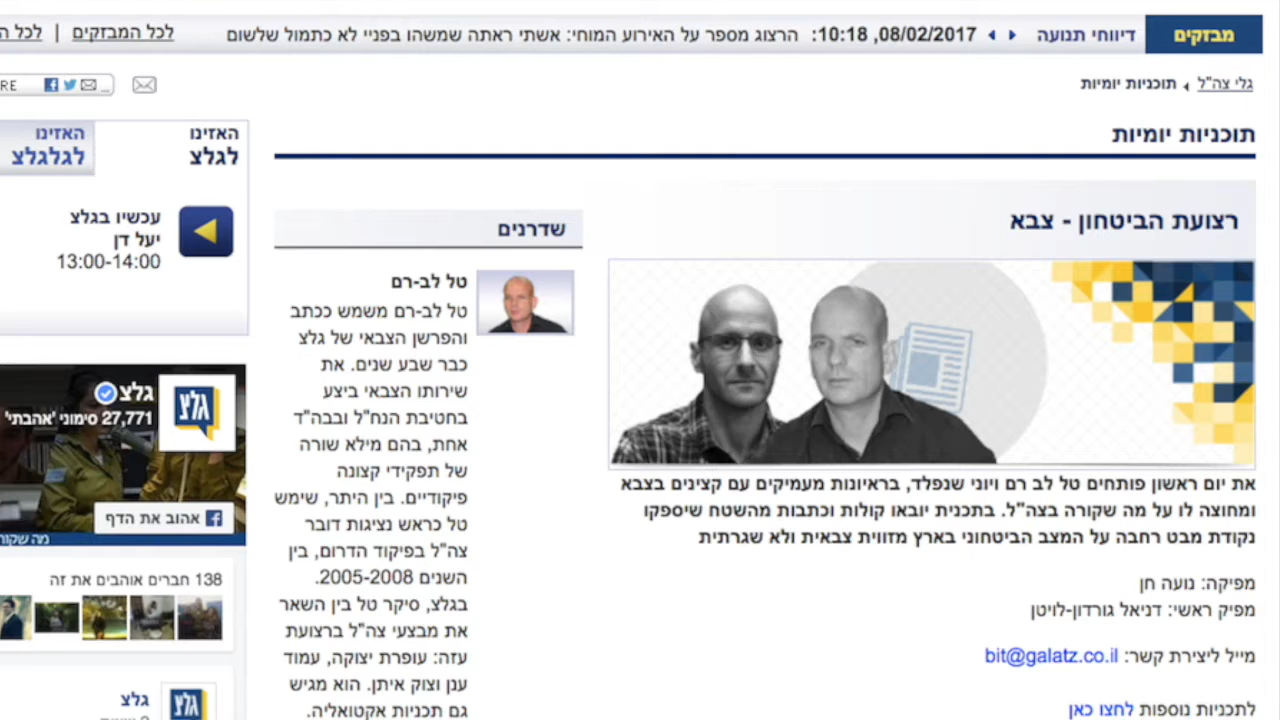 מבזקים
דיווחי תנועה
08/02/2017, 10:18: הרצוג מספר על האירוע המוחי: אשתי ראתה שמשהו בפניי לא כתמול שלשום
לכל המבזקים | לכל ה
גלי צה"ל תוכניות יומיות
RE
תוכניות יומיות
רצועת הביטחון - צבא
את יום ראשון פותחים טל לב רם ויוני שנפלד, בראיונות מעמיקים עם קצינים בצבא
ומחוצה לו על מה שקורה בצה"ל. בתכנית יובאו קולות וכתבות מהשטח שיספקו
נקודת מבט רחבה על המצב הביטחוני בארץ מזווית צבאית ולא שגרתית
מפיקה: נועה חן
מפיק ראשי: דניאל גורדון-לויטן
מייל ליצירת קשר: bit@galatz.co.il
לתכניות נוספות לחצו כאן
שדרנים
טל לב-רם
טל לב-רם משמש ככתב
והפרשן הצבאי של גלצ
כבר שבע שנים. את
שירותו הצבאי ביצע
בחטיבת הנח"ל ובבה"ד
אחת, בהם מילא שורה
של תפקידי קצונה
פיקודיים. בין היתר, שימש
טל כראש נציגות דובר
צה"ל בפיקוד הדרום, בין
השנים 2005-2008.
בגלצ, סיקר טל בין השאר
את מבצעי צה"ל ברצועת
עזה: עופרת יצוקה, עמוד
ענן וצוק איתן. הוא מגיש
גם תכניות אקטואליה.
האזינו
לגלצ
האזינו
לגלגלצ
עכשיו בגלצ
יעל דן
13:00-14:00
גלצ
גלצ
27,771 סימוני 'אהבתי'
אהוב את הדף
מה שקור
138 חברים אוהבים את זה
גלצ
גלצ